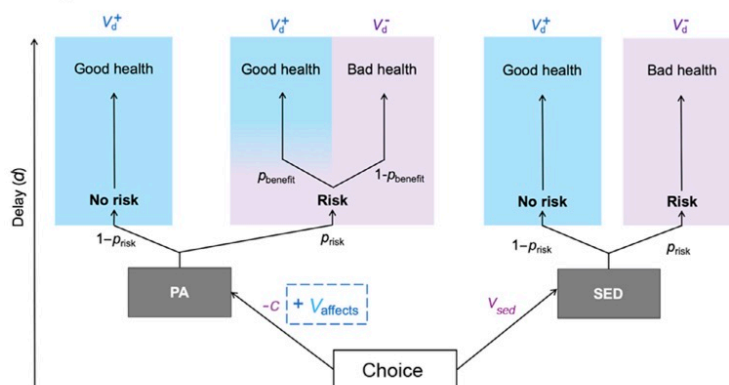 V_d^+ V_d^+ V_d^- V_d^+ V_d^-
Good health Good health Bad health Good health Bad health
Delay (d)
p_benefit 1-p_benefit
No risk Risk No risk Risk
1–p_risk p_risk 1–p_risk p_risk
PA SED
-c + V_affects V_sed
Choice